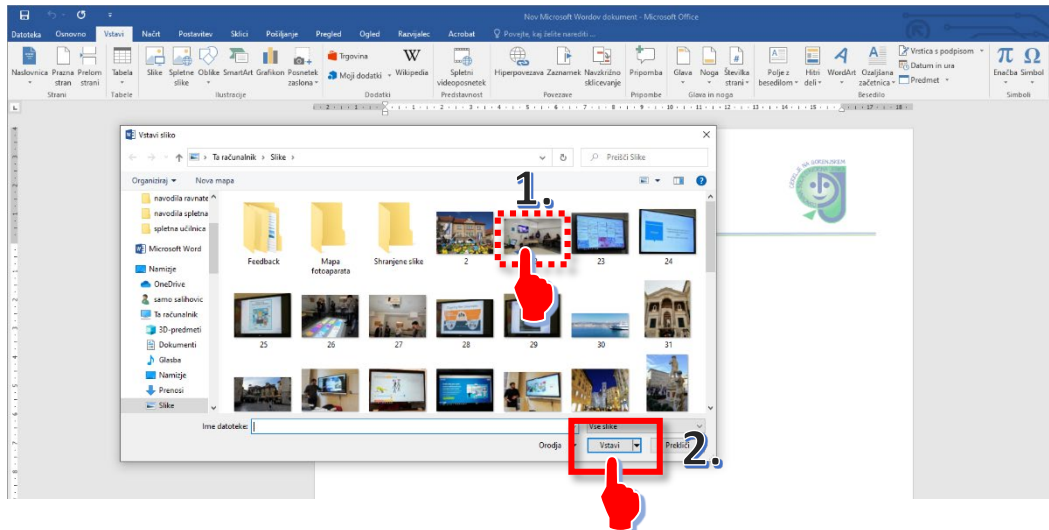 Nov Microsoft Wordov dokument - Microsoft Office
Datoteka Osnovno Vstavi Načrt Postavitev Sklici Pošiljanje Pregled Ogled Razvijalec Acrobat Povejte, kaj želite narediti ...
Naslovnica Prazna stran Prelom strani
Strani
Tabela
Tabele
Slike Spletne slike Oblike SmartArt Grafikon Posnetek zaslona
Ilustracije
Trgovina
Moji dodatki
Wikipedia
Dodatki
Spletni videoposnetek
Predstavnost
Hiperpovezava Zaznamek Navzkrižno sklicevanje
Povezave
Pripomba
Pripombe
Glava Noga Številka strani
Glava in noga
Polje z besedilom Hitri deli WordArt Ozaljšana začetnica
Vrstica s podpisom
Datum in ura
Predmet
Besedilo
Enačba Simbol
Simboli
Vstavi sliko
Ta računalnik > Slike >
Preišči Slike
Organiziraj Nova mapa
1.
navodila ravnate
navodila spletna
spletna učilnica
Microsoft Word
Namizje
OneDrive
samo salihovic
Ta računalnik
3D-predmeti
Dokumenti
Glasba
Namizje
Prenosi
Slike
Feedback
Mapa fotoaparata
Shranjene slike
2
23
24
25
26
27
28
29
30
31
Ime datoteke:
Vse slike
Orodja
Vstavi
Prekliči
2.